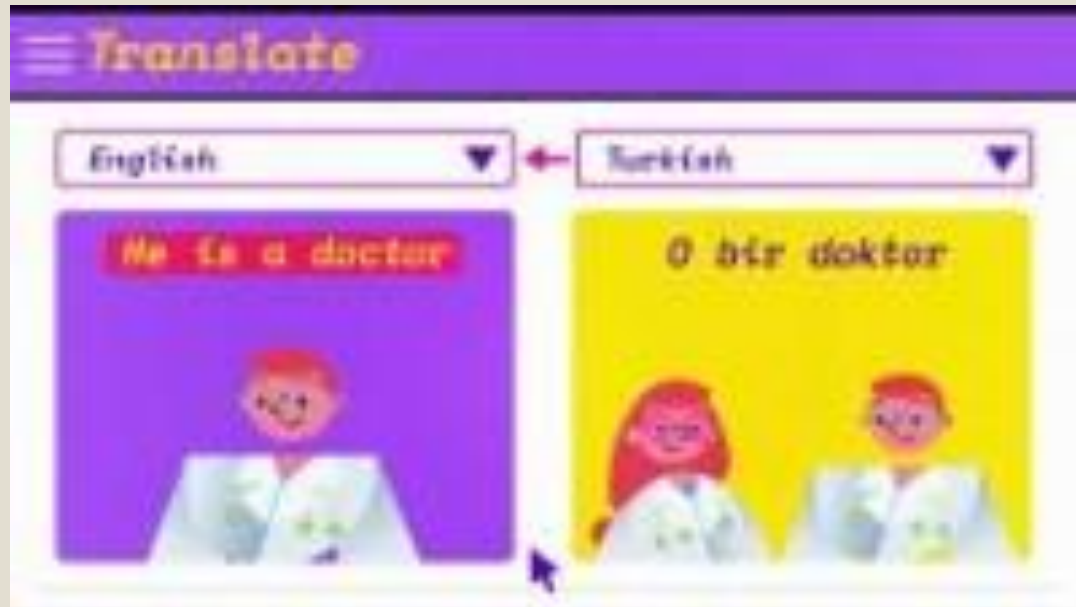 Translate
English
Turkish
He is a doctor
O bir doktor